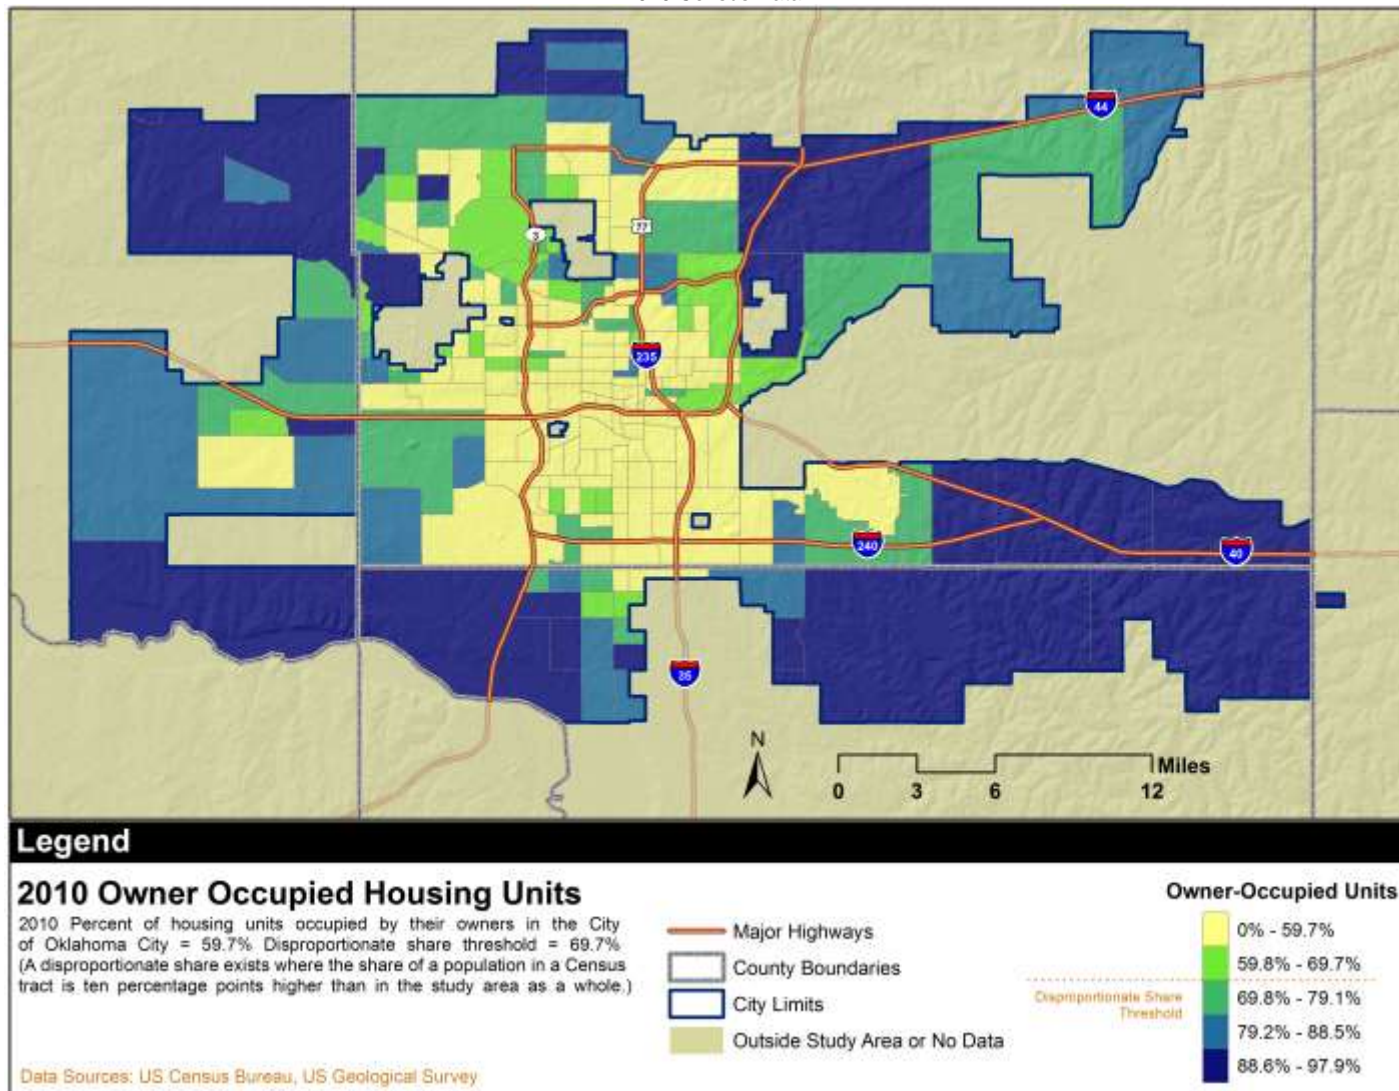 44
3
77
235
240
40
35
N
Miles
0 3 6 12
Legend
2010 Owner Occupied Housing Units
2010 Percent of housing units occupied by their owners in the City
of Oklahoma City = 59.7% Disproportionate share threshold = 69.7%
(A disproportionate share exists where the share of a population in a Census
tract is ten percentage points higher than in the study area as a whole.)
Data Sources: US Census Bureau, US Geological Survey
Major Highways
County Boundaries
City Limits
Outside Study Area or No Data
Owner-Occupied Units
0% - 59.7%
59.8% - 69.7%
Disproportionate Share
Threshold
69.8% - 79.1%
79.2% - 88.5%
88.6% - 97.9%